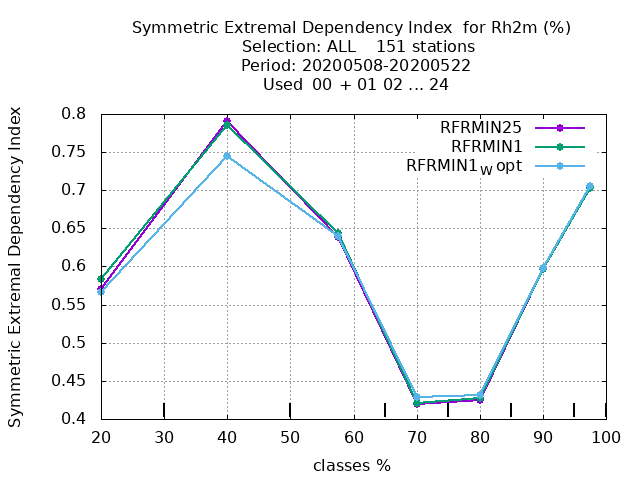 Symmetric Extremal Dependency Index  for Rh2m (%)
Selection: ALL    151 stations
Period: 20200508-20200522
Used  00 + 01 02 ... 24
Symmetric Extremal Dependency Index
0.8
0.75
0.7
0.65
0.6
0.55
0.5
0.45
0.4
RFRMIN25
RFRMIN1
RFRMIN1W opt
20 30 40 50 60 70 80 90 100
classes %